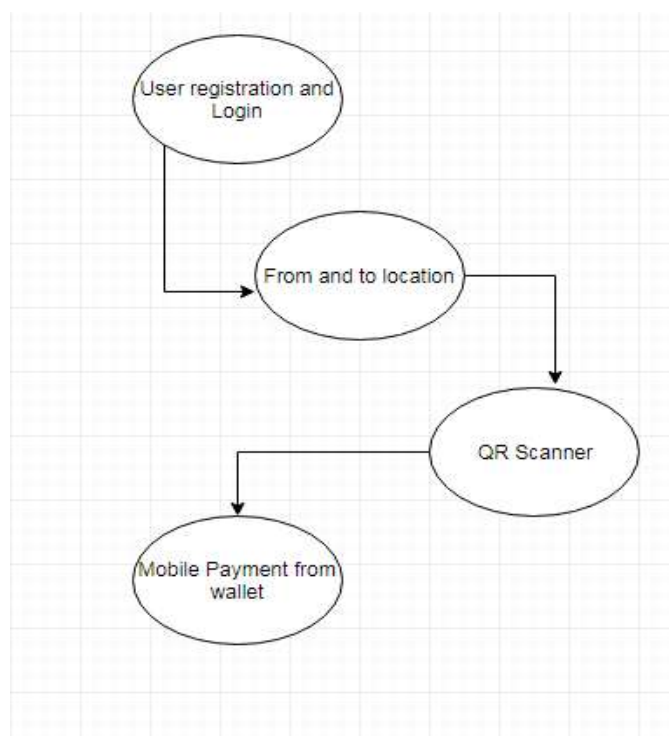 User registration and
Login
From and to location
QR Scanner
Mobile Payment from
wallet